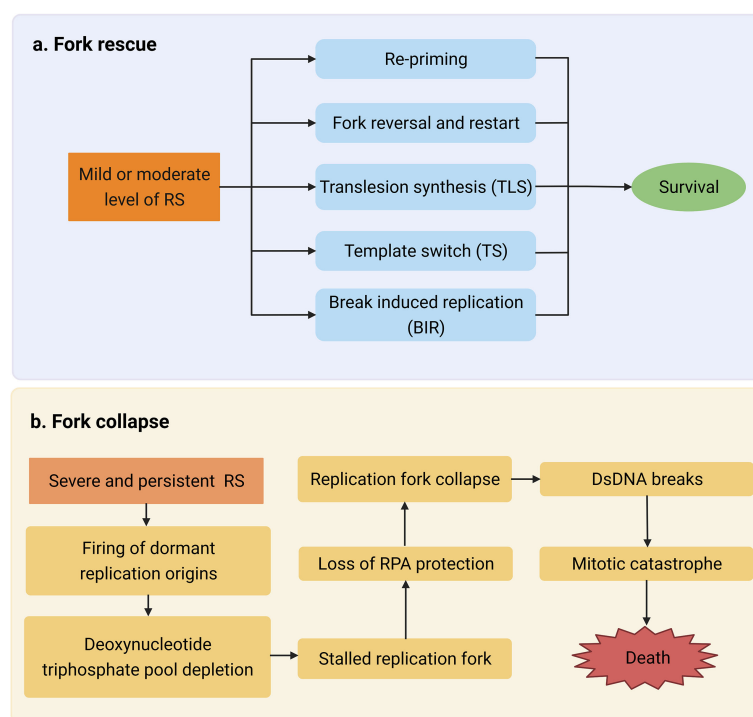 a. Fork rescue
Mild or moderate
level of RS
Re-priming
Fork reversal and restart
Translesion synthesis (TLS)
Template switch (TS)
Break induced replication
(BIR)
Survival
b. Fork collapse
Severe and persistent RS
Firing of dormant
replication origins
Deoxynucleotide
triphosphate pool depletion
Stalled replication fork
Loss of RPA protection
Replication fork collapse
DsDNA breaks
Mitotic catastrophe
Death